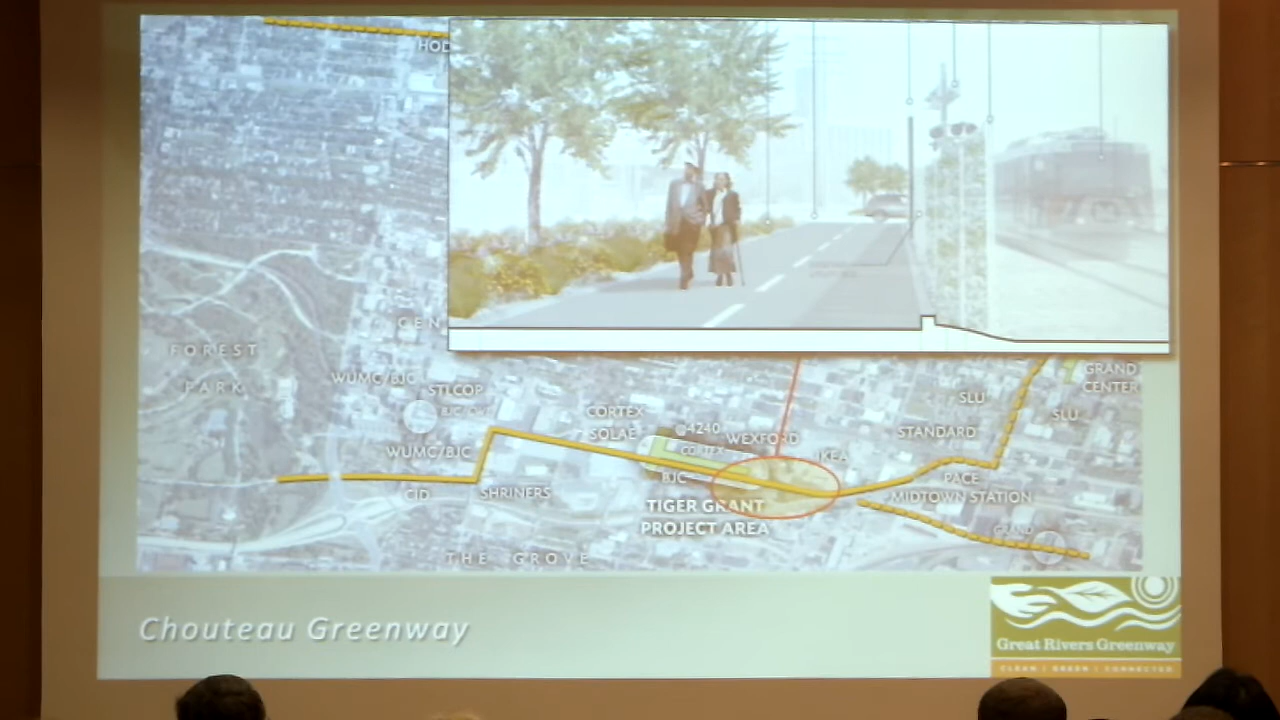 HOD
CEN
FOREST
PARK
WUMC/BJC
STLCOP
BJC/
CORTEX
SOLAE
@4240
CORTEX
WEXFORD
IKEA
SLU
STANDARD
GRAND
CENTER
SLU
WUMC/BJC
CID
SHRINERS
BJC
TIGER GRANT
PROJECT AREA
PACE
MIDTOWN STATION
GRAND
THE GROVE
Chouteau Greenway
Great Rivers Greenway
CLEAN | GREEN | CONNECTED